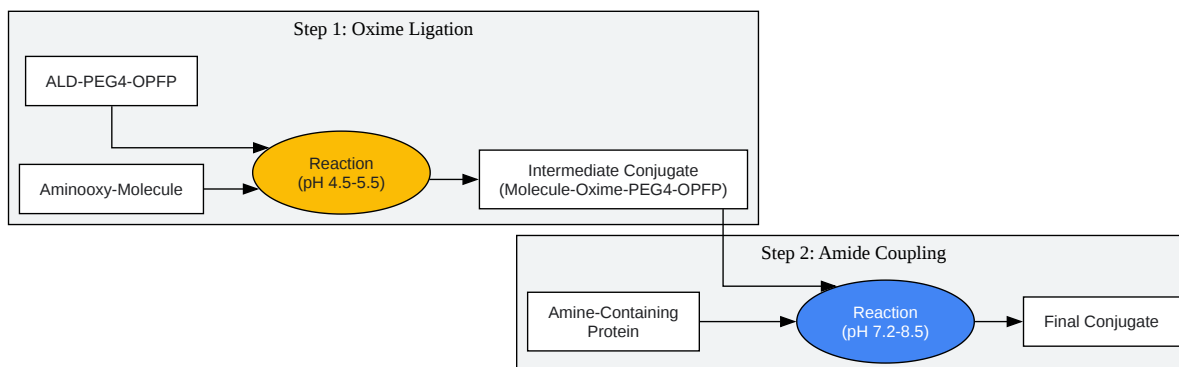 Step 1: Oxime Ligation
ALD-PEG4-OPFP
Aminooxy-Molecule
Reaction
(pH 4.5-5.5)
Intermediate Conjugate
(Molecule-Oxime-PEG4-OPFP)
Step 2: Amide Coupling
Amine-Containing
Protein
Reaction
(pH 7.2-8.5)
Final Conjugate